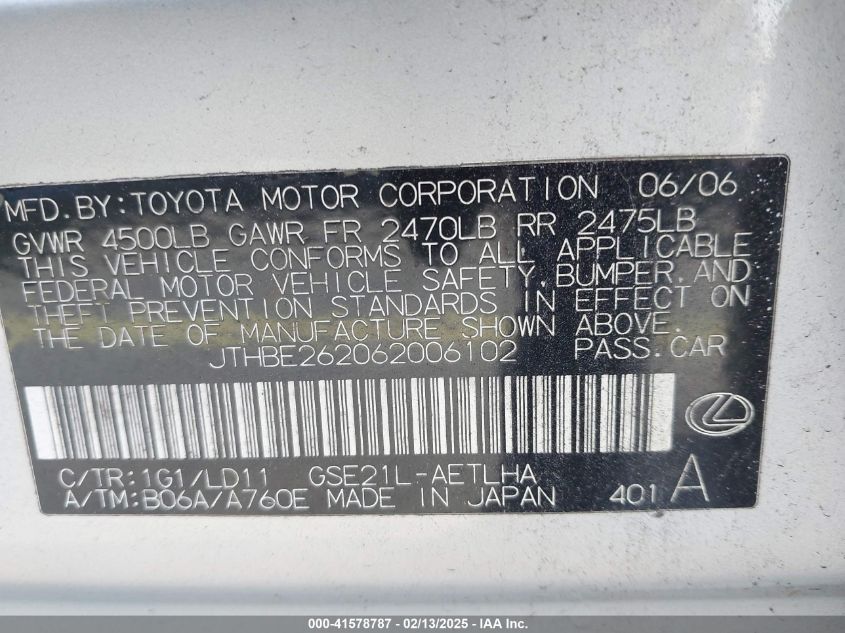 MFD.BY:TOYOTA MOTOR CORPORATION 06/06
GVWR 4500LB GAWR FR 2470LB RR 2475LB
THIS VEHICLE CONFORMS TO ALL APPLICABLE
FEDERAL MOTOR VEHICLE SAFETY,BUMPER,AND
THEFT PREVENTION STANDARDS IN EFFECT ON
THE DATE OF MANUFACTURE SHOWN ABOVE.
JTHBE262062006102 PASS.CAR
C/TR:1G1/LD11 GSE21L-AETLHA
A/TM:B06A/A760E MADE IN JAPAN 401 A
000-41578787 - 02/13/2025 - IAA Inc.